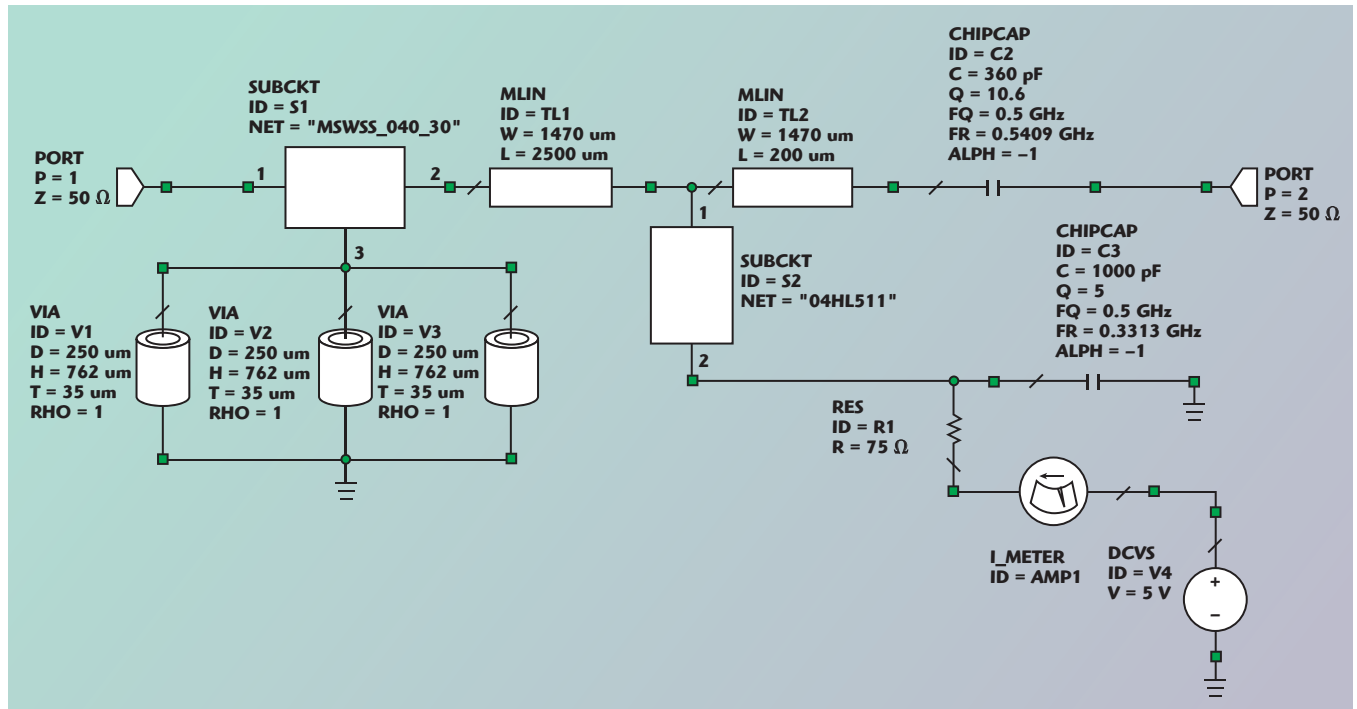 CHIPCAP
ID = C2
C = 360 pF
Q = 10.6
FQ = 0.5 GHz
FR = 0.5409 GHz
ALPH = –1
SUBCKT
ID = S1
NET = "MSWSS_040_30"
MLIN
ID = TL1
W = 1470 um
L = 2500 um
MLIN
ID = TL2
W = 1470 um
L = 200 um
PORT
P = 1
Z = 50 Ω
1
2
3
PORT
P = 2
Z = 50 Ω
1
SUBCKT
ID = S2
NET = "04HL511"
2
CHIPCAP
ID = C3
C = 1000 pF
Q = 5
FQ = 0.5 GHz
FR = 0.3313 GHz
ALPH = –1
VIA
ID = V1
D = 250 um
H = 762 um
T = 35 um
RHO = 1
VIA
ID = V2
D = 250 um
H = 762 um
T = 35 um
RHO = 1
VIA
ID = V3
D = 250 um
H = 762 um
T = 35 um
RHO = 1
RES
ID = R1
R = 75 Ω
I_METER
ID = AMP1
DCVS
ID = V4
V = 5 V
+
–